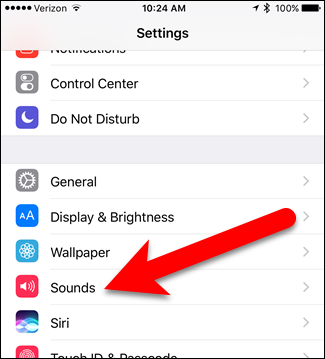 Verizon 10:24 AM 100%
Settings
Notifications
Control Center
Do Not Disturb
General
AA Display & Brightness
Wallpaper
Sounds
Siri
Touch ID & Passcode